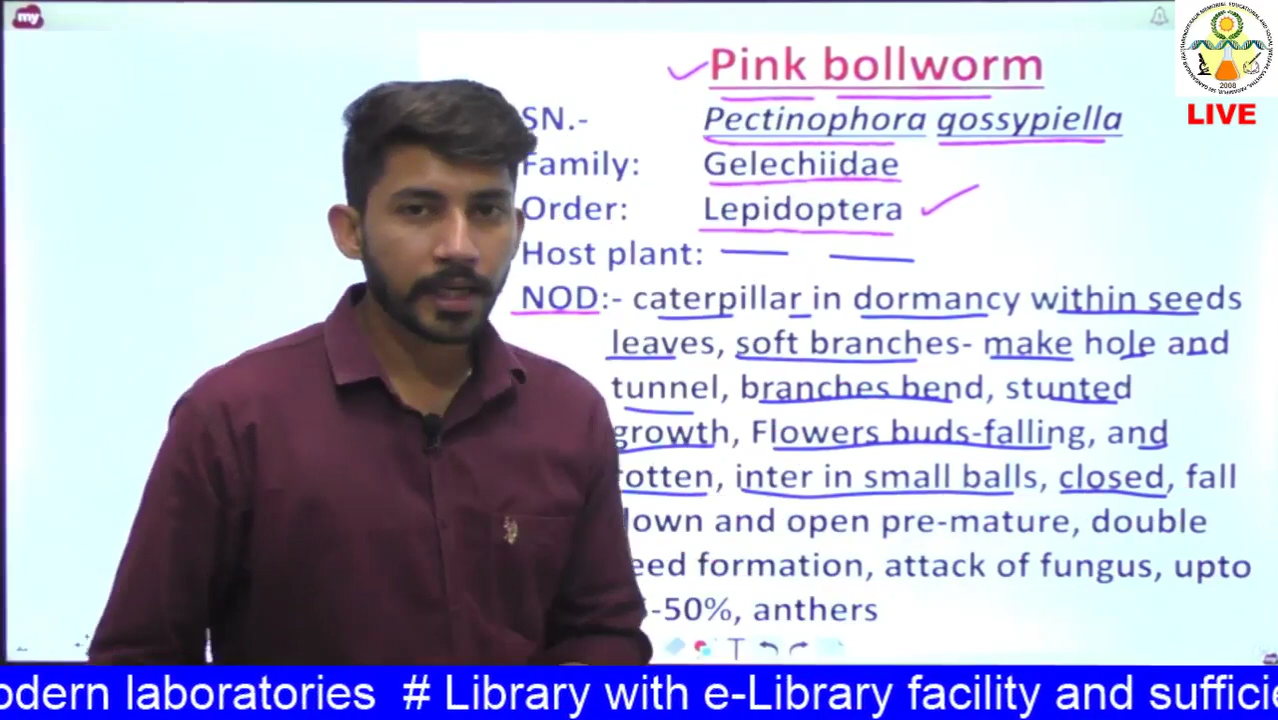 my
Pink bollworm
SN.- Pectinophora gossypiella
Family: Gelechiidae
Order: Lepidoptera
Host plant:
NOD:- caterpillar in dormancy within seeds
leaves, soft branches- make hole and
tunnel, branches bend, stunted
growth, Flowers buds-falling, and
rotten, inter in small balls, closed, fall
down and open pre-mature, double
seed formation, attack of fungus, upto
-50%, anthers
T
2008
LIVE
odern laboratories # Library with e-Library facility and suffici